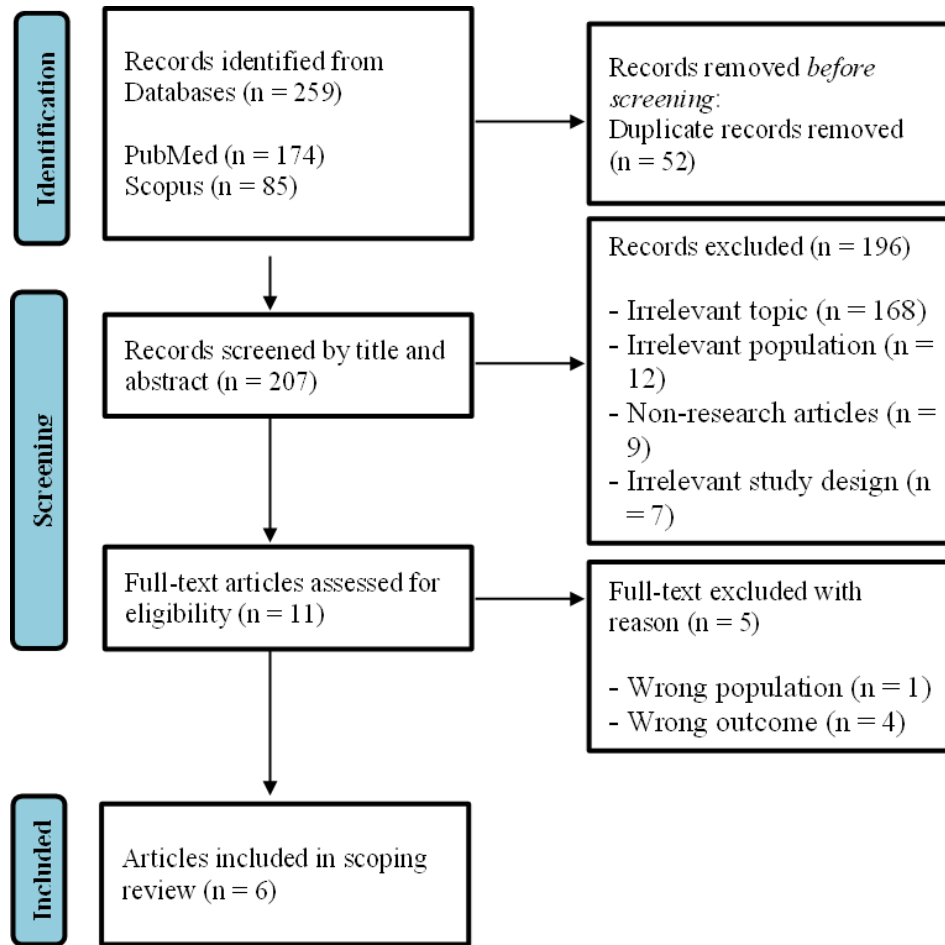 Identification
Records identified from
Databases (n = 259)
PubMed (n = 174)
Scopus (n = 85)
Records removed before
screening:
Duplicate records removed
(n = 52)
Screening
Records screened by title and
abstract (n = 207)
Records excluded (n = 196)
- Irrelevant topic (n = 168)
- Irrelevant population (n =
12)
- Non-research articles (n =
9)
- Irrelevant study design (n
= 7)
Full-text articles assessed for
eligibility (n = 11)
Full-text excluded with
reason (n = 5)
- Wrong population (n = 1)
- Wrong outcome (n = 4)
Included
Articles included in scoping
review (n = 6)